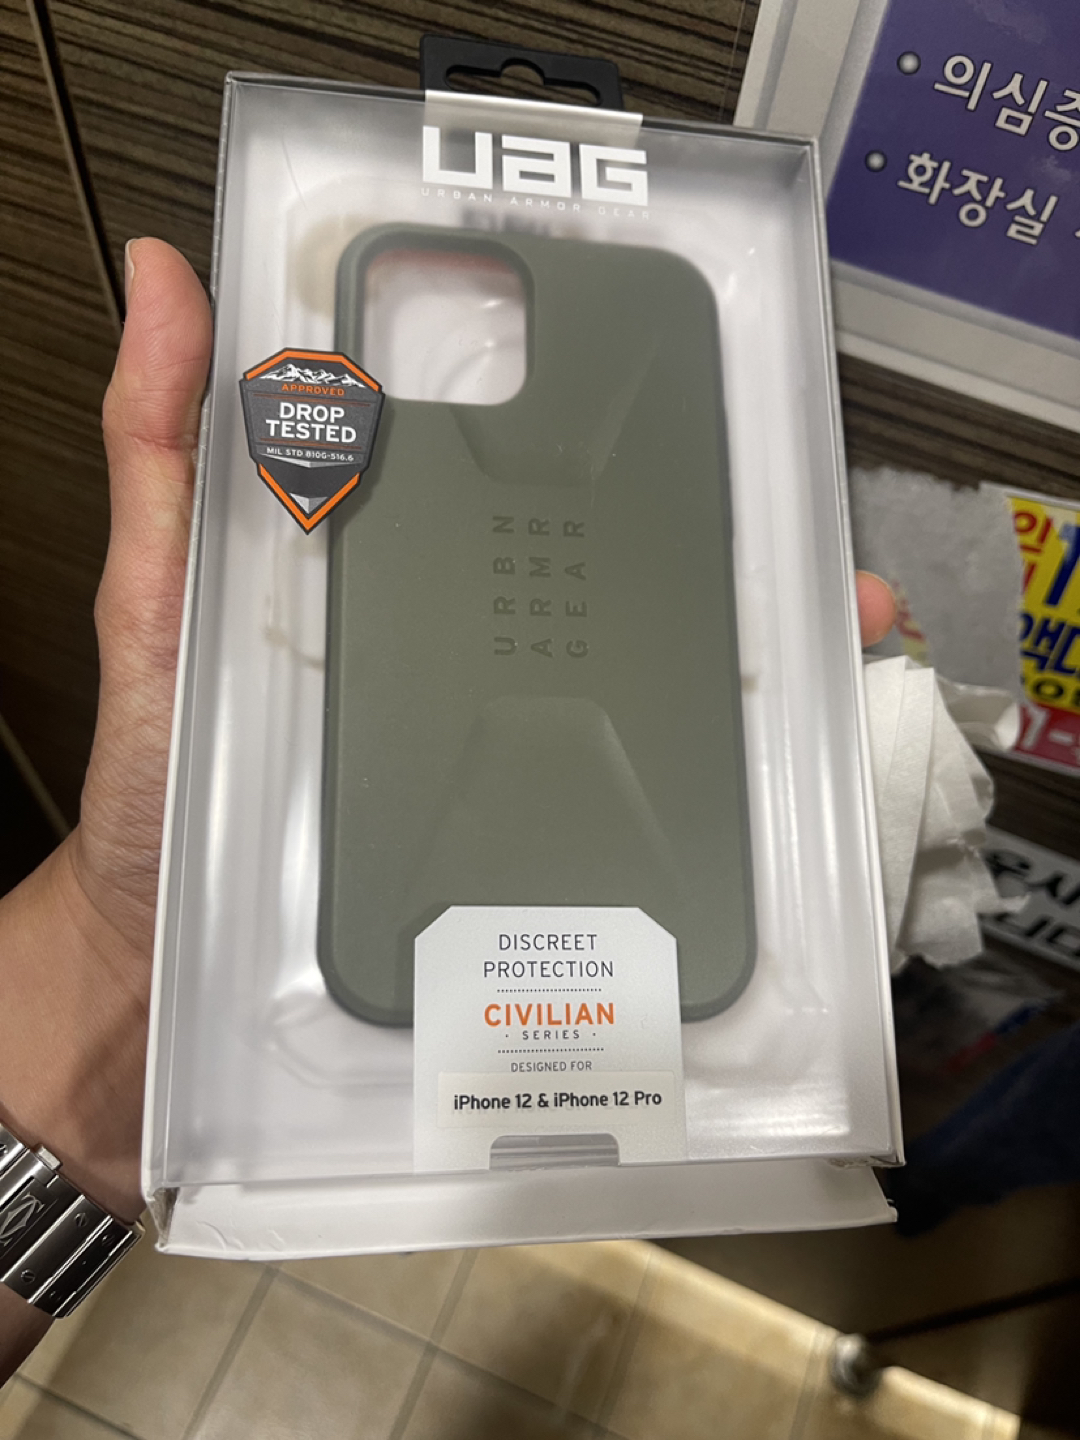 UAG
URBAN ARMOR GEAR
• 의심증
• 화장실
APPROVED
DROP
TESTED
MIL STD 810G-516.6
URBN
ARMR
GEAR
DISCREET
PROTECTION
CIVILIAN
· SERIES ·
DESIGNED FOR
iPhone 12 & iPhone 12 Pro